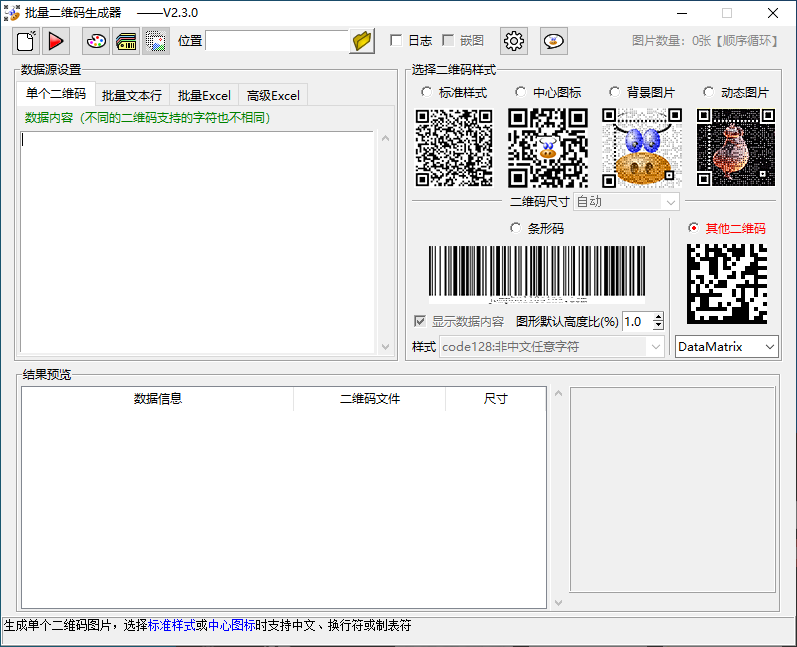 批量二维码生成器 ——V2.3.0
位置 日志 嵌图 图片数量: 0张【顺序循环】
数据源设置
单个二维码 批量文本行 批量Excel 高级Excel
数据内容（不同的二维码支持的字符也不相同）
选择二维码样式
标准样式 中心图标 背景图片 动态图片
二维码尺寸 自动
条形码 其他二维码
显示数据内容 图形默认高度比(%) 1.0
样式 code128:非中文任意字符 DataMatrix
结果预览
数据信息 二维码文件 尺寸
生成单个二维码图片，选择标准样式或中心图标时支持中文、换行符或制表符